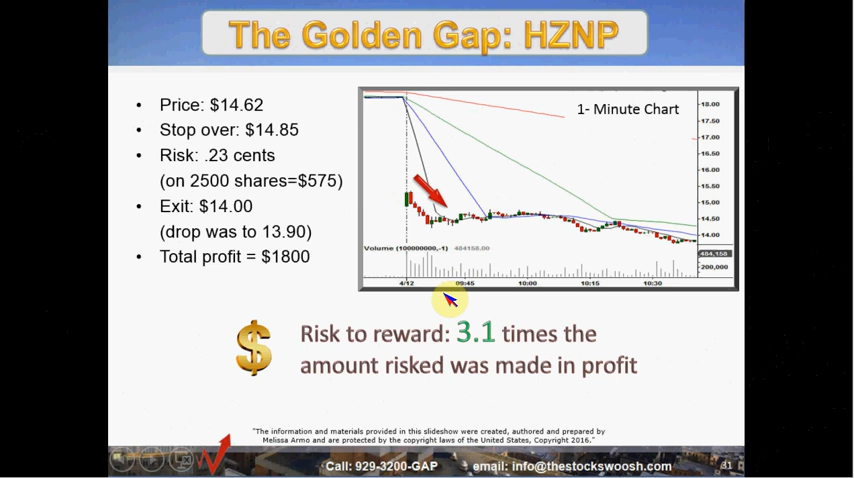 The Golden Gap: HZNP
• Price: $14.62
• Stop over: $14.85
• Risk: .23 cents
(on 2500 shares=$575)
• Exit: $14.00
(drop was to 13.90)
• Total profit = $1800
1- Minute Chart
18.00
17.50
17.00
16.50
16.00
15.50
15.00
14.50
14.00
Volume (100000000,-1) 484158.00
484,158
200,000
4/12 09:45 10:00 10:15 10:30
$
Risk to reward: 3.1 times the
amount risked was made in profit
"The information and materials provided in this slideshow were created, authored and prepared by
Melissa Armo and are protected by the copyright laws of the United States, Copyright 2016."
Call: 929-3200-GAP email: info@thestockswoosh.com
31